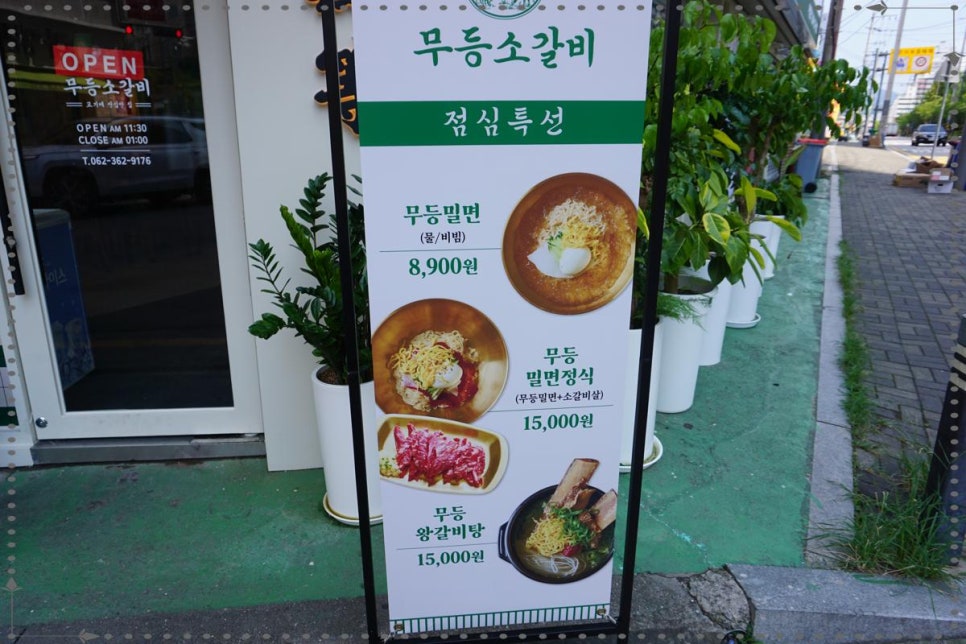 OPEN
무등소갈비
OPEN AM 11:30
CLOSE AM 01:00
T.062-362-9176
무등소갈비
점심특선
무등밀면
(물/비빔)
8,900원
무등
밀면정식
(무등밀면+소갈비살)
15,000원
무등
왕갈비탕
15,000원